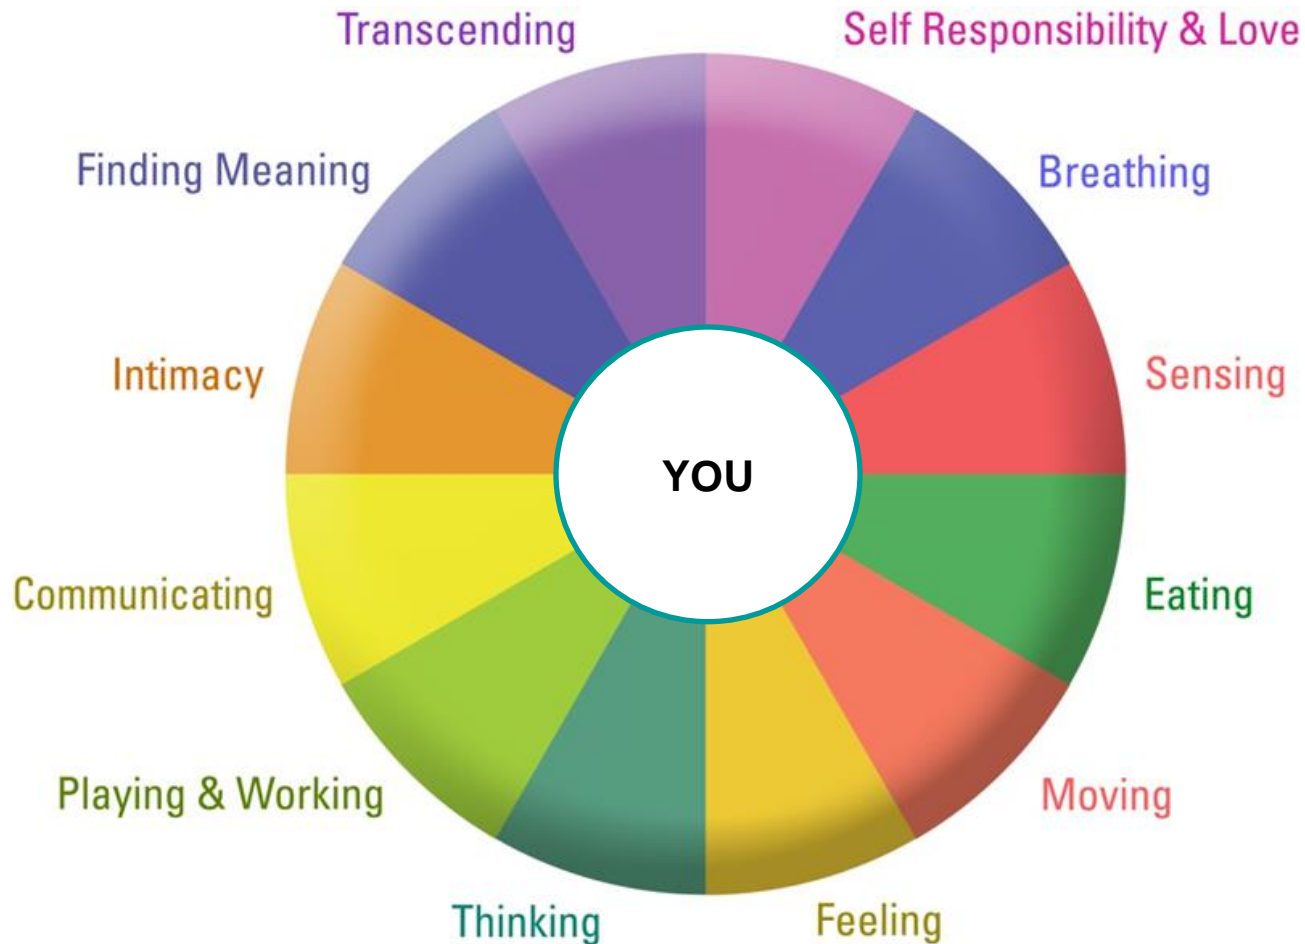 Transcending
Self Responsibility & Love
Finding Meaning
Breathing
Intimacy
Sensing
YOU
Communicating
Eating
Playing & Working
Moving
Thinking
Feeling